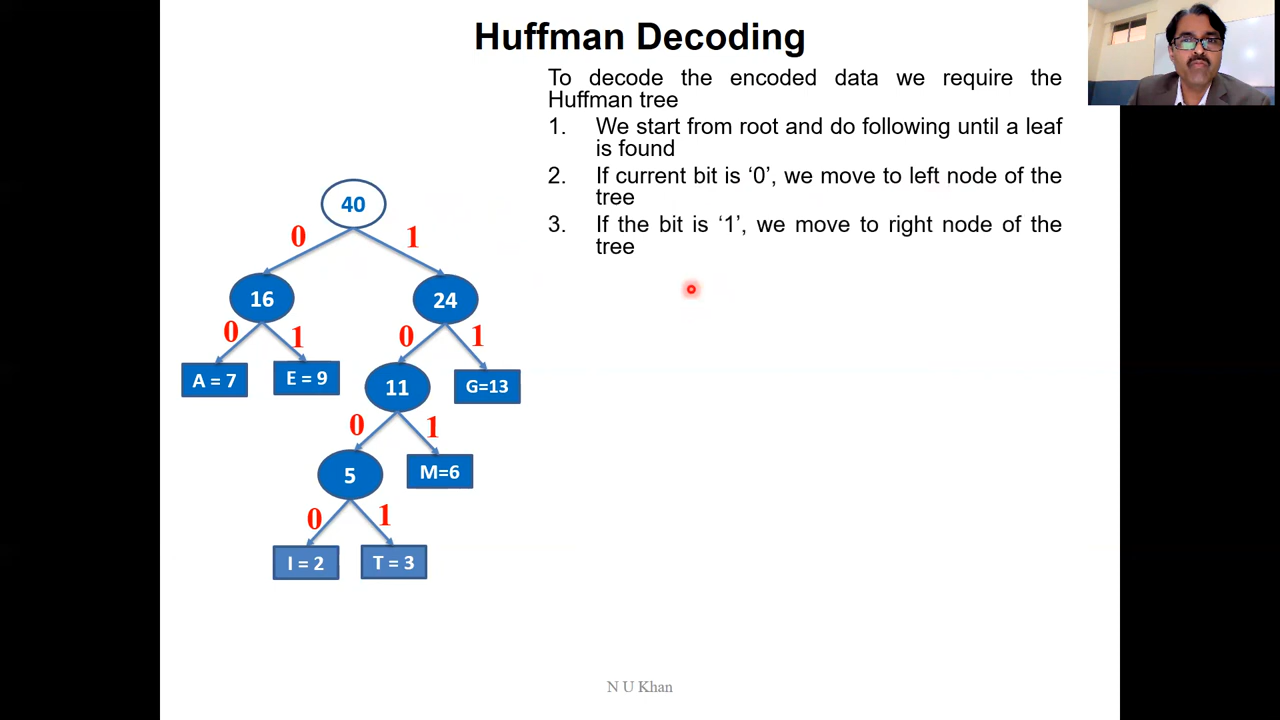 Huffman Decoding
To decode the encoded data we require the
Huffman tree
1. We start from root and do following until a leaf
is found
2. If current bit is ‘0’, we move to left node of the
tree
3. If the bit is ‘1’, we move to right node of the
tree
40
0 1
16 24
0 1 0 1
A = 7 E = 9 11 G=13
0 1
5 M=6
0 1
I = 2 T = 3
N U Khan